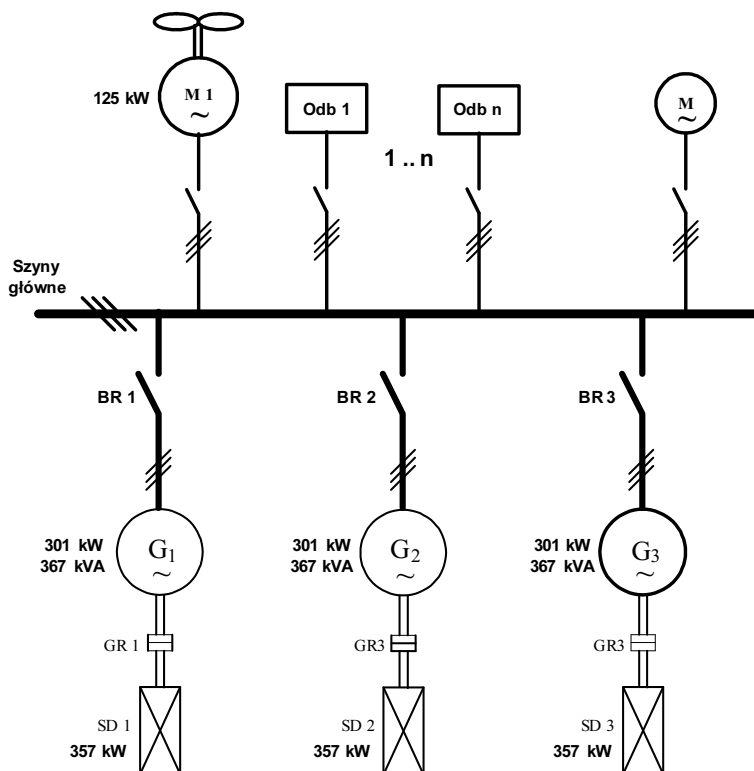 125 kW
M 1
~
Odb 1
Odb n
M
~
1 .. n
Szyny
główne
BR 1
BR 2
BR 3
301 kW
367 kVA
G1
~
301 kW
367 kVA
G2
~
301 kW
367 kVA
G3
~
GR 1
GR3
GR3
SD 1
357 kW
SD 2
357 kW
SD 3
357 kW